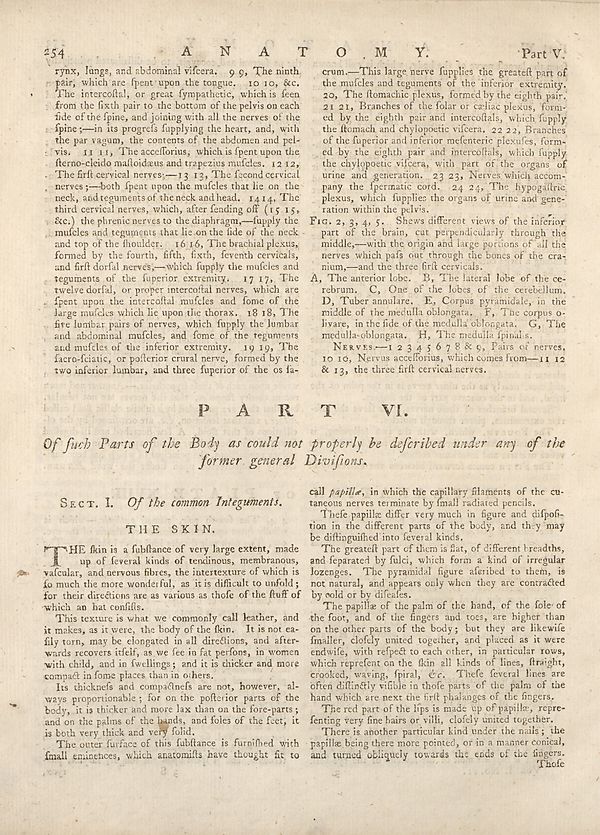 254
A N A T O M Y.
Part V.
rynx, lungs, and abdominal viſcera. 9 9, The ninth
pair, which are ſpent upon the tongue. 10 10, &c.
The intercoſtal, or great ſympathetic, which is ſeen
from the ſixth pair to the bottom of the pelvis on each
ſide of the ſpine, and joining with all the nerves of the
ſpine;—in its progreſs ſupplying the heart, and, with
the par vagum, the contents of the abdomen and pel-
vis. 11 11, The acceſſorius, which is ſpent upon the
ſterno-cleido maſtoidæus and trapezius muſcles. 12 12,
The firſt cervical nerves;—13 13, The ſecond cervical
nerves;—both ſpent upon the muſcles that lie on the
neck, and teguments of the neck and head. 14 14, The
third cervical nerves, which, after ſending off (15 15,
&c.) the phrenic nerves to the diaphragm,—ſupply the
muſcles and teguments that lie on the ſide of the neck
and top of the ſhoulder. 16 16, The brachial plexus,
formed by the fourth, fifth, ſixth, ſeventh cervicals,
and firſt dorſal nerves;—which ſupply the muſcles and
teguments of the ſuperior extremity. 17 17, The
twelve dorſal, or proper intercoſtal nerves, which are
ſpent upon the intercoſtal muſcles and ſome of the
large muſcles which lie upon the thorax. 18 18, The
five lumbar pairs of nerves, which ſupply the lumbar
and abdominal muſcles, and ſome of the teguments
and muſcles of the inferior extremity. 19 19, The
ſacro-ſciatic, or poſterior crural nerve, formed by the
two inferior lumbar, and three ſuperior of the os ſa-
crum.—This large nerve ſupplies the greateſt part of
the muſcles and teguments of the inferior extremity.
20, The ſtomachic plexus, formed by the eighth pair.
21 21, Branches of the ſolar or cæliac plexus, form-
ed by the eighth pair and intercoſtals, which ſupply
the ſtomach and chylopoetic viſcera. 22 22, Branches
of the ſuperior and inferior meſenteric plexuſes, form-
ed by the eighth pair and intercoſtals, which ſupply
the chylopoetic viſcera, with part of the organs of
urine and generation. 23 23, Nerves which accom-
pany the ſpermatic cord. 24 24, The hypogaſtric
plexus, which ſupplies the organs of urine and gene-
ration within the pelvis.
FIG. 2, 3, 4, 5. Shews different views of the inferior
part of the brain, cut perpendicularly through the
middle,—with the origin and large portions of all the
nerves which paſs out through the bones of the cra-
nium,—and the three firſt cervicals.
A, The anterior lobe. B, The lateral lobe of the ce-
rebrum. C, One of the lobes of the cerebellum.
D, Tuber annulare. E, Corpus pyramidale, in the
middle of the medulla oblongata. F, The corpus o-
livare, in the ſide of the medulla oblongata. G, The
medulla oblongata. H, The medulla ſpinalis.
NERVES.—1 2 3 4 5 6 7 8 & 9, Pairs of nerves,
10 10, Nervus acceſſorius, which comes from—11 12
& 13, the three firſt cervical nerves.
P A R T VI.
Of ſuch Parts of the Body as could not properly be deſcribed under any of the
former general Diviſions.
SECT. I. Of the common Integuments.
THE SKIN.
THE ſkin is a ſubſtance of very large extent, made
up of ſeveral kinds of tendinous, membranous,
vaſcular, and nervous fibres, the intertexture of which is
ſo much the more wonderful, as it is difficult to unfold;
for their directions are as various as thoſe of the ſtuff of
which an hat conſiſts.
This texture is what we commonly call leather, and
it makes, as it were, the body of the ſkin. It is not ea-
ſily torn, may be elongated in all directions, and after-
wards recovers itſelf, as we ſee in fat perſons, in women
with child, and in ſwellings; and it is thicker and more
compact in ſome places than in others.
Its thickneſs and compactneſs are not, however, al-
ways proportionable; for on the poſterior parts of the
body, it is thicker and more lax than on the fore-parts;
and on the palms of the hands, and ſoles of the feet, it
is both very thick and very ſolid.
The outer ſurface of this ſubſtance is furniſhed with
ſmall eminences, which anatomiſts have thought fit to
call papillæ, in which the capillary filaments of the cu-
taneous nerves terminate by ſmall radiated pencils.
Theſe papillæ differ very much in figure and diſpoſi-
tion in the different parts of the body, and they may
be diſtinguiſhed into ſeveral kinds.
The greateſt part of them is flat, of different breadths,
and ſeparated by ſulci, which form a kind of irregular
lozenges. The pyramidal figure aſcribed to them, is
not natural, and appears only when they are contracted
by cold or by diſeaſes.
The papillæ of the palm of the hand, of the ſole of
the foot, and of the fingers and toes, are higher than
on the other parts of the body; but they are likewiſe
ſmaller, cloſely united together, and placed as it were
endwiſe, with reſpect to each other, in particular rows,
which repreſent on the ſkin all kinds of lines, ſtraight,
crooked, waving, ſpiral, &c. Theſe ſeveral lines are
often diſtinctly viſible in thoſe parts of the palm of the
hand which are next the firſt phalanges of the fingers.
The red part of the lips is made up of papillæ, repre-
ſenting very fine hairs or villi, cloſely united together.
There is another particular kind under the nails; the
papillæ being there more pointed, or in a manner conical,
and turned obliquely towards the ends of the fingers.
Thoſe